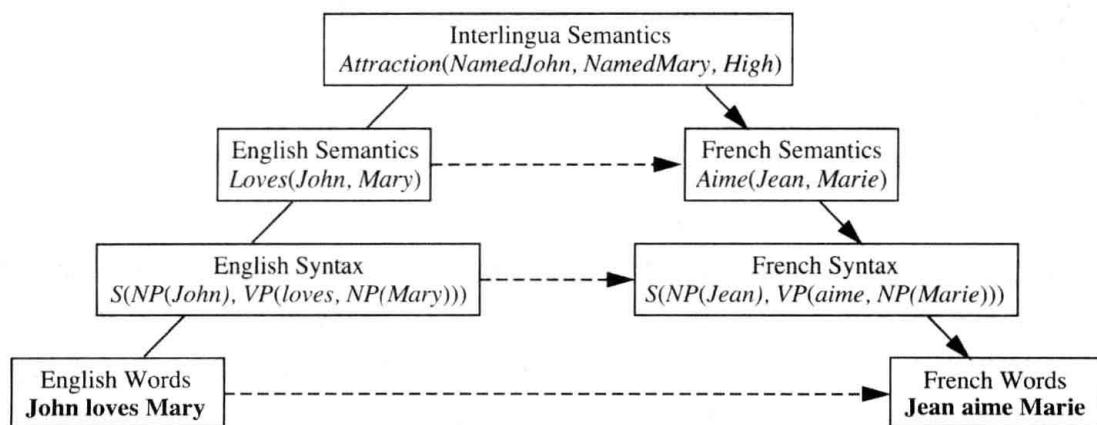 Interlingua Semantics
Attraction(NamedJohn, NamedMary, High)
English Semantics
Loves(John, Mary)
French Semantics
Aime(Jean, Marie)
English Syntax
S(NP(John), VP(loves, NP(Mary)))
French Syntax
S(NP(Jean), VP(aime, NP(Marie)))
English Words
John loves Mary
French Words
Jean aime Marie